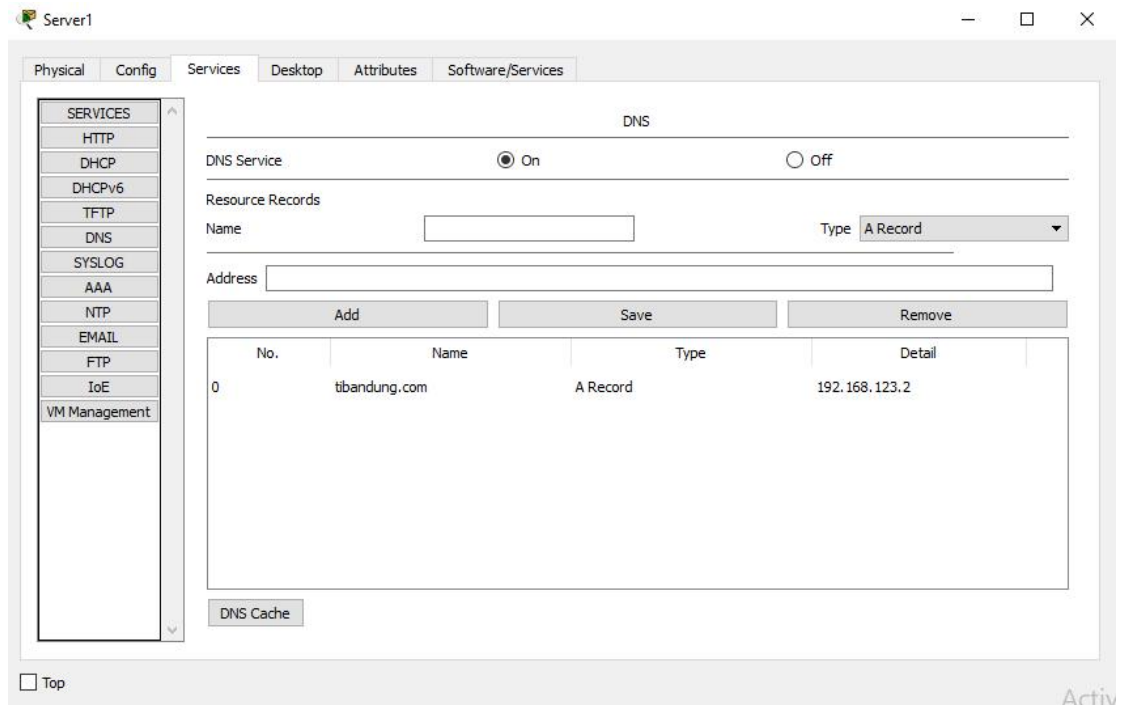 Server1
Physical Config Services Desktop Attributes Software/Services
SERVICES
HTTP
DHCP
DHCPv6
TFTP
DNS
SYSLOG
AAA
NTP
EMAIL
FTP
IoE
VM Management
DNS
DNS Service On Off
Resource Records
Name Type A Record
Address
Add Save Remove
No. Name Type Detail
0 tibandung.com A Record 192.168.123.2
DNS Cache
Top
Activ